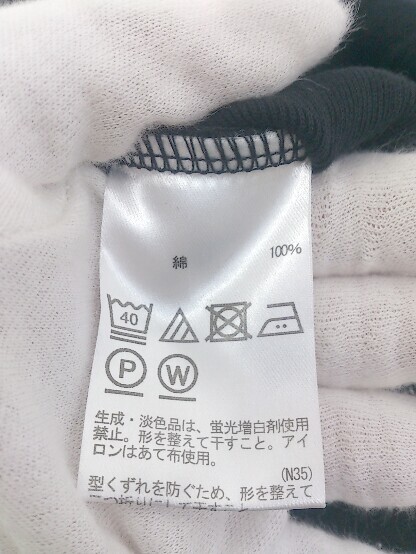 綿 100%
40
P W
生成・淡色品は、蛍光増白剤使用
禁止。形を整えて干すこと。アイ
ロンはあて布使用。
(N35)
型くずれを防ぐため、形を整えて